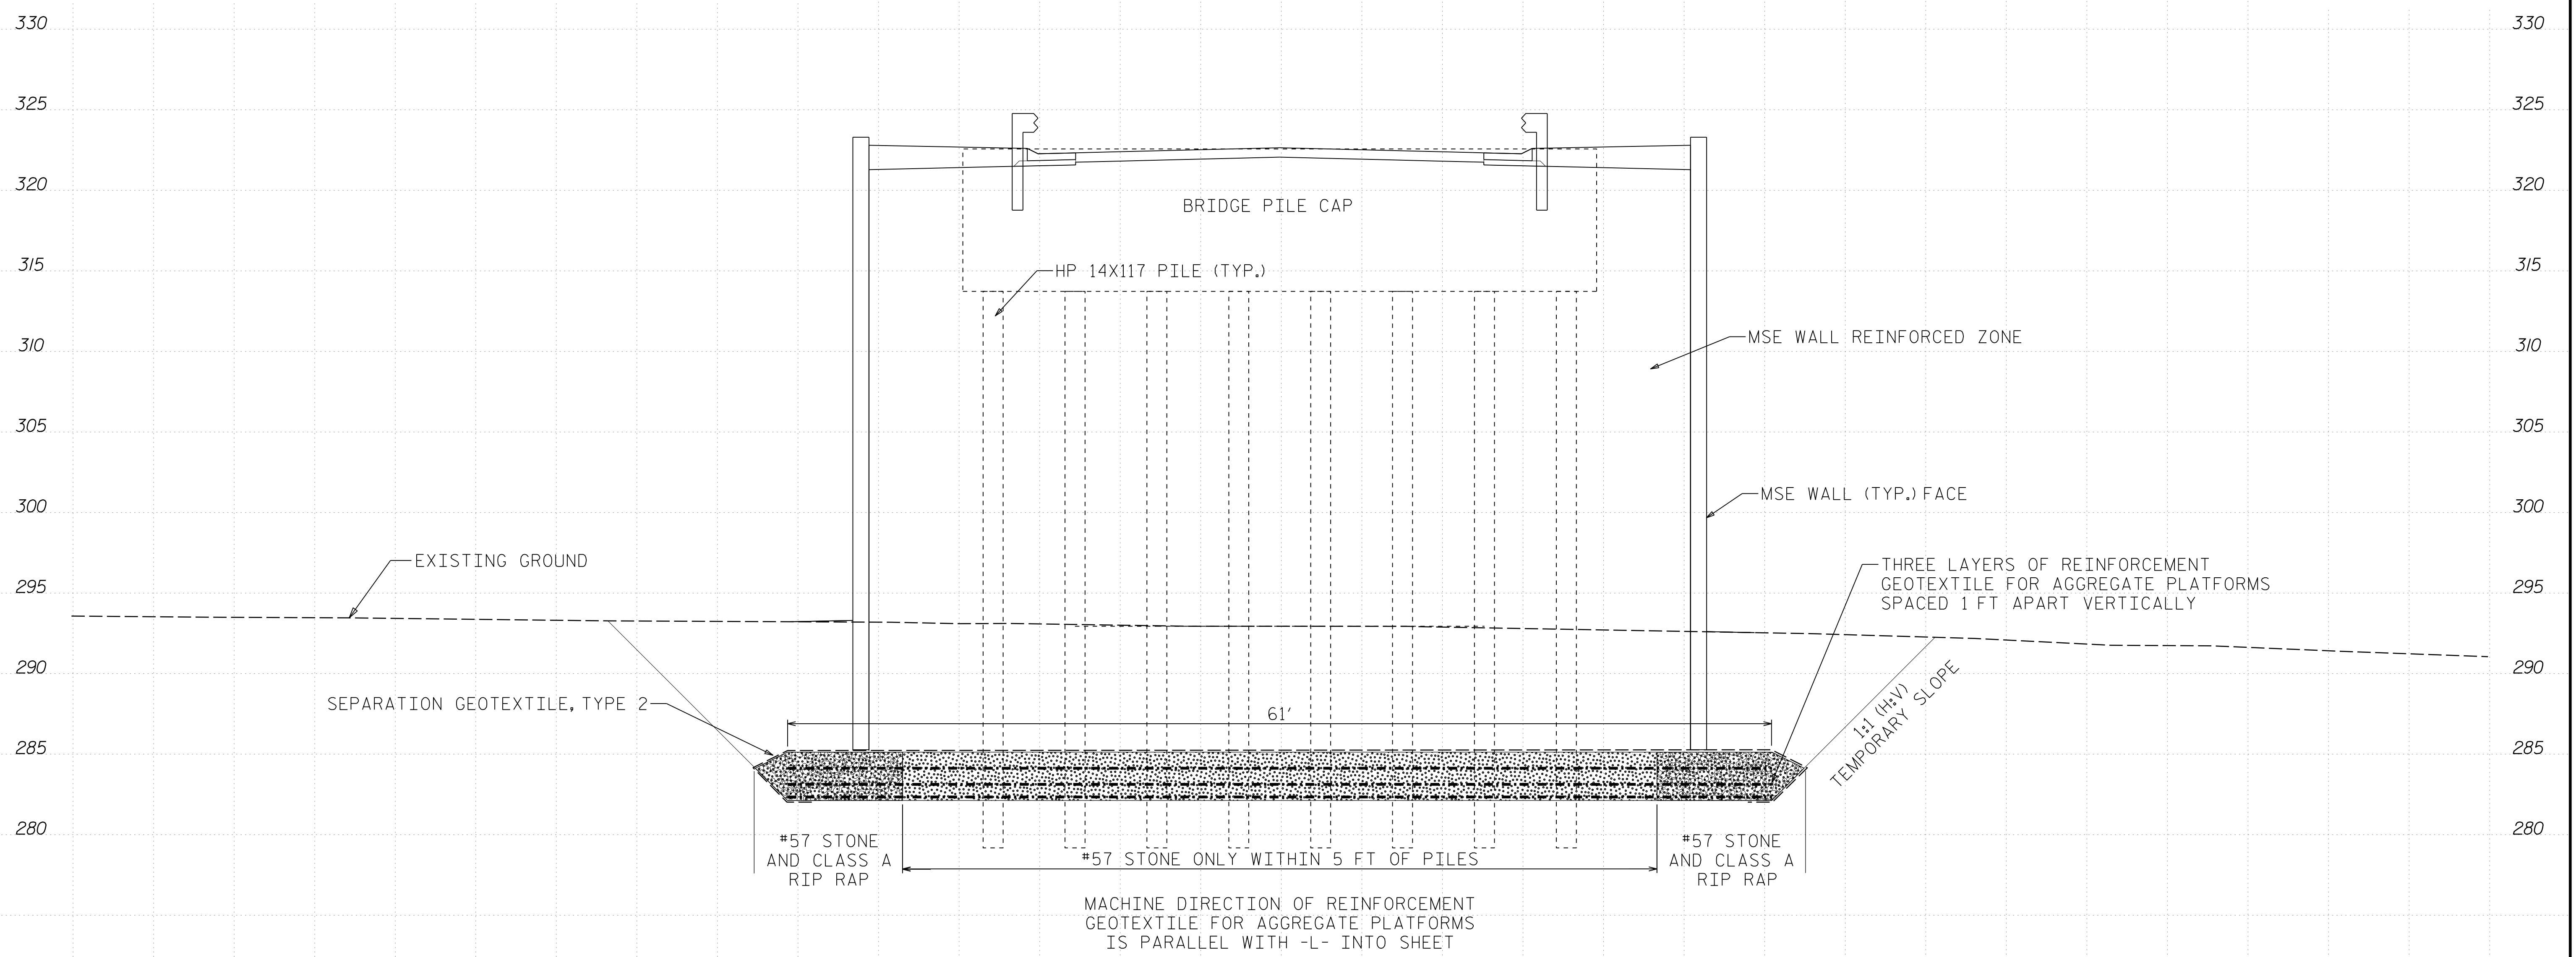 330
330
325
325
320
320
BRIDGE PILE CAP
315
HP 14X117 PILE (TYP.)
315
MSE WALL REINFORCED ZONE
310
310
305
305
MSE WALL (TYP.) FACE
300
300
EXISTING GROUND
THREE LAYERS OF REINFORCEMENT
GEOTEXTILE FOR AGGREGATE PLATFORMS
SPACED 1 FT APART VERTICALLY
295
295
290
290
SEPARATION GEOTEXTILE, TYPE 2
61'
1:1 (H:V)
TEMPORARY SLOPE
285
285
280
280
#57 STONE
AND CLASS A
RIP RAP
#57 STONE ONLY WITHIN 5 FT OF PILES
#57 STONE
AND CLASS A
RIP RAP
MACHINE DIRECTION OF REINFORCEMENT
GEOTEXTILE FOR AGGREGATE PLATFORMS
IS PARALLEL WITH -L- INTO SHEET